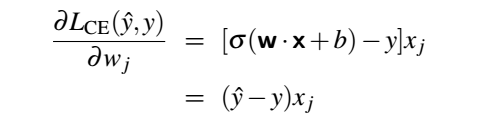 ∂L_CE(ŷ, y) / ∂w_j = [σ(w · x + b) − y]x_j
= (ŷ − y)x_j